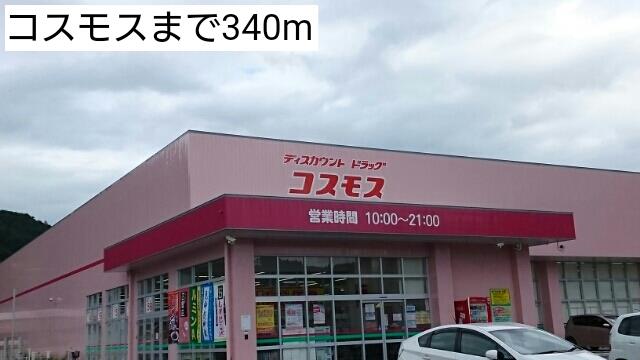 コスモスまで340m
ディスカウント ドラッグ
コスモス
営業時間 10:00~21:00